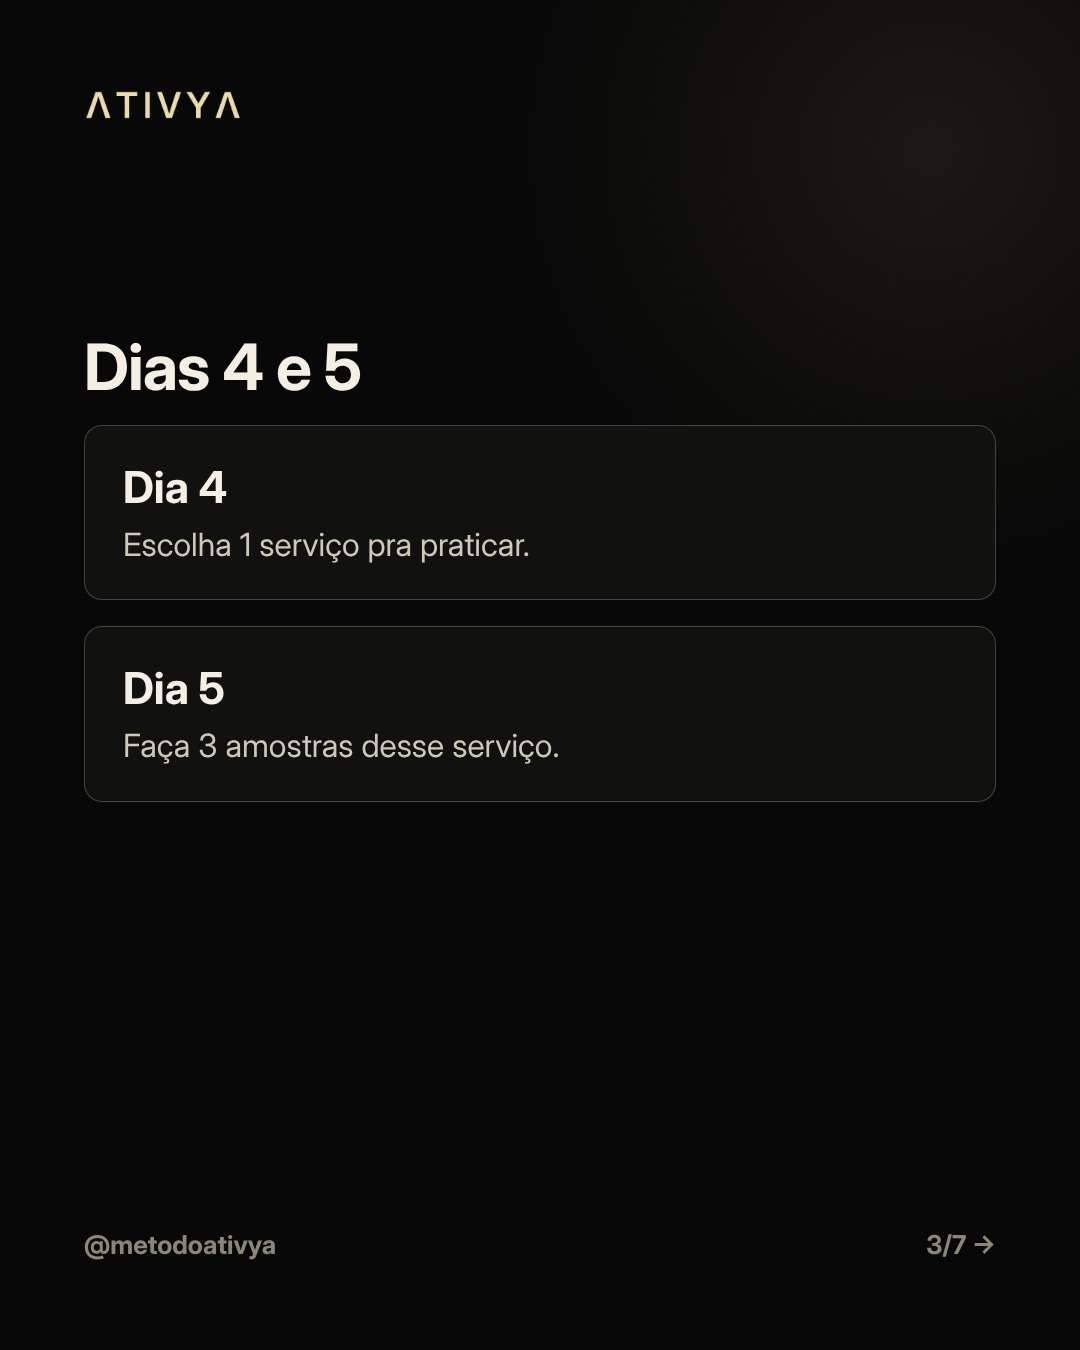 ATIVYA
Dias 4 e 5
Dia 4
Escolha 1 serviço pra praticar.
Dia 5
Faça 3 amostras desse serviço.
@metodoativya
3/7 →